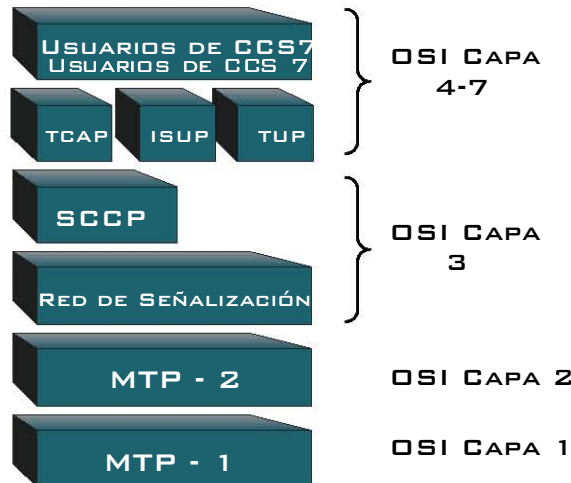 Usuarios de CCS7
Usuarios de CCS 7
OSI Capa
4-7
TCAP
ISUP
TUP
SCCP
OSI Capa
3
Red de Señalización
MTP - 2
OSI Capa 2
MTP - 1
OSI Capa 1